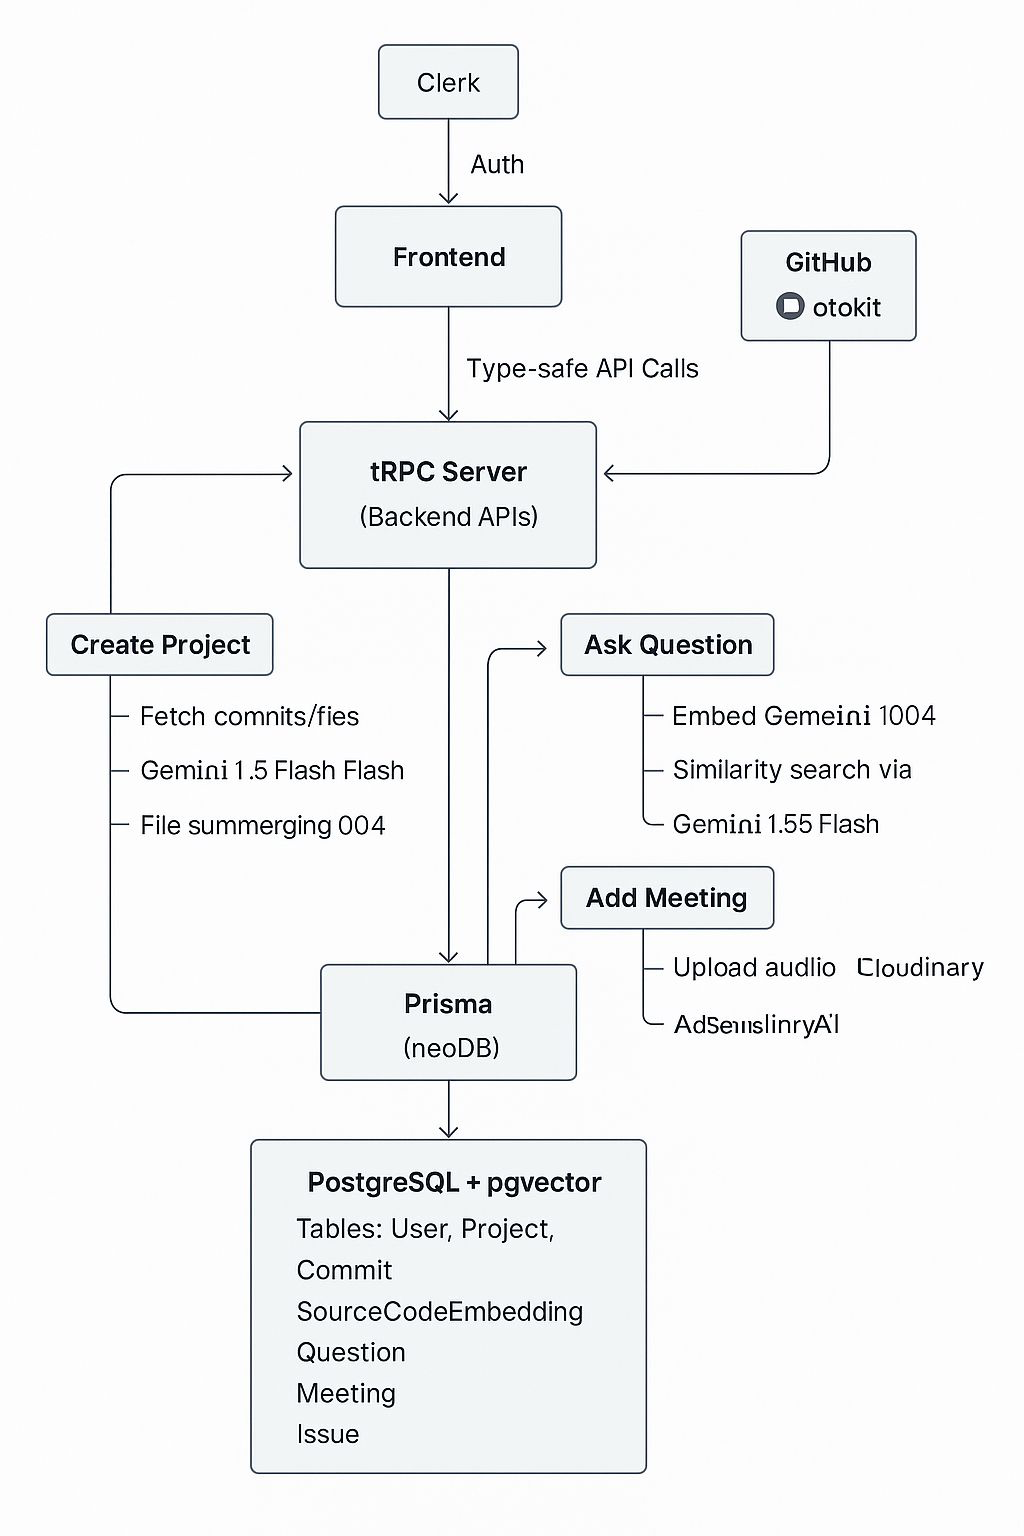 Clerk
Auth
Frontend
GitHub
otokit
Type-safe API Calls
tRPC Server
(Backend APIs)
Create Project
Fetch comnits/fies
Gemini 1.5 Flash Flash
File summerging 004
Ask Question
Embed Gemeini 1004
Similarity search via
Gemini 1.55 Flash
Add Meeting
Upload audlio Cloudinary
Prisma
(neoDB)
PostgreSQL + pgvector
Tables: User, Project,
Commit
SourceCodeEmbedding
Question
Meeting
Issue